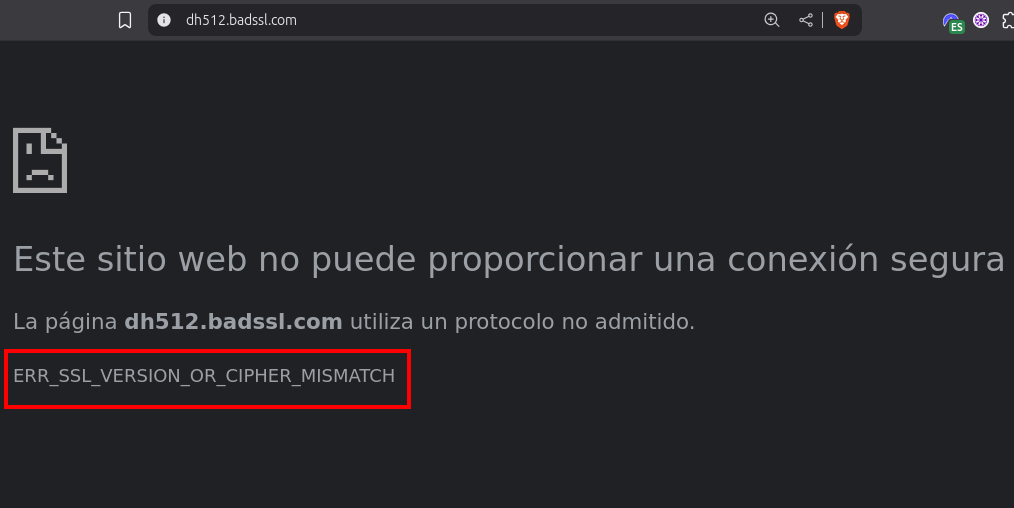 dh512.badssl.com
ES
Este sitio web no puede proporcionar una conexión segura
La página dh512.badssl.com utiliza un protocolo no admitido.
ERR_SSL_VERSION_OR_CIPHER_MISMATCH